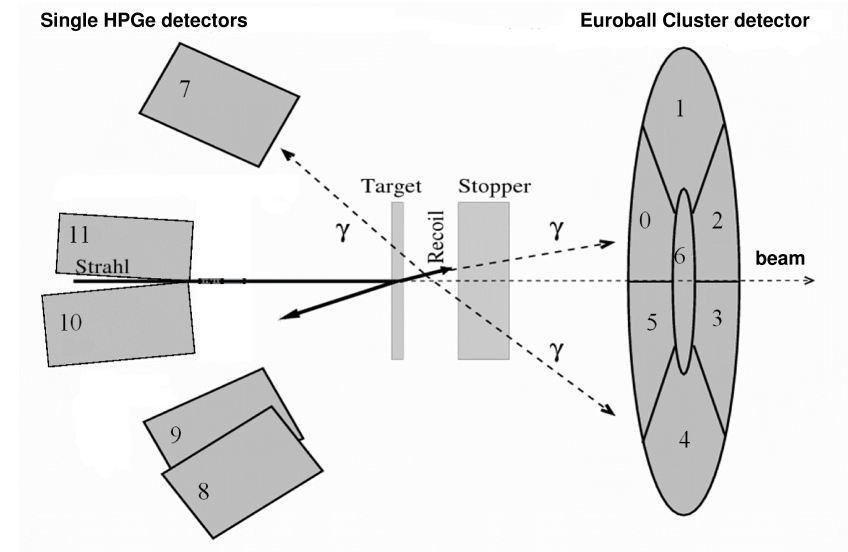 Single HPGe detectors
Euroball Cluster detector
7
1
Target
Stopper
11
γ
Recoil
γ
0
2
Strahl
6
beam
10
5
3
γ
9
4
8